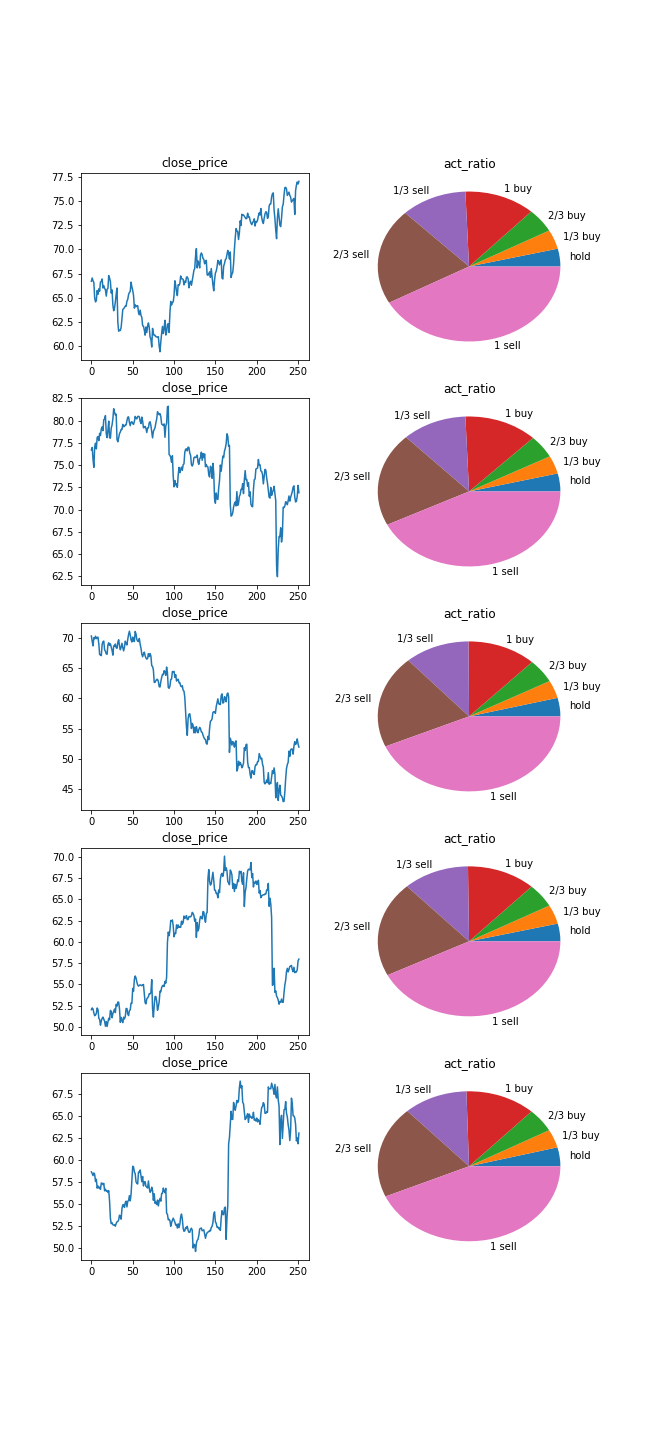 close_price
77.5
75.0
72.5
70.0
67.5
65.0
62.5
60.0
0 50 100 150 200 250
act_ratio
1/3 sell
1 buy
2/3 buy
1/3 buy
2/3 sell
hold
1 sell
close_price
82.5
80.0
77.5
75.0
72.5
70.0
67.5
65.0
62.5
0 50 100 150 200 250
act_ratio
1/3 sell
1 buy
2/3 buy
1/3 buy
2/3 sell
hold
1 sell
close_price
70
65
60
55
50
45
0 50 100 150 200 250
act_ratio
1/3 sell
1 buy
2/3 buy
1/3 buy
2/3 sell
hold
1 sell
close_price
70.0
67.5
65.0
62.5
60.0
57.5
55.0
52.5
50.0
0 50 100 150 200 250
act_ratio
1/3 sell
1 buy
2/3 buy
1/3 buy
2/3 sell
hold
1 sell
close_price
67.5
65.0
62.5
60.0
57.5
55.0
52.5
50.0
0 50 100 150 200 250
act_ratio
1/3 sell
1 buy
2/3 buy
1/3 buy
2/3 sell
hold
1 sell